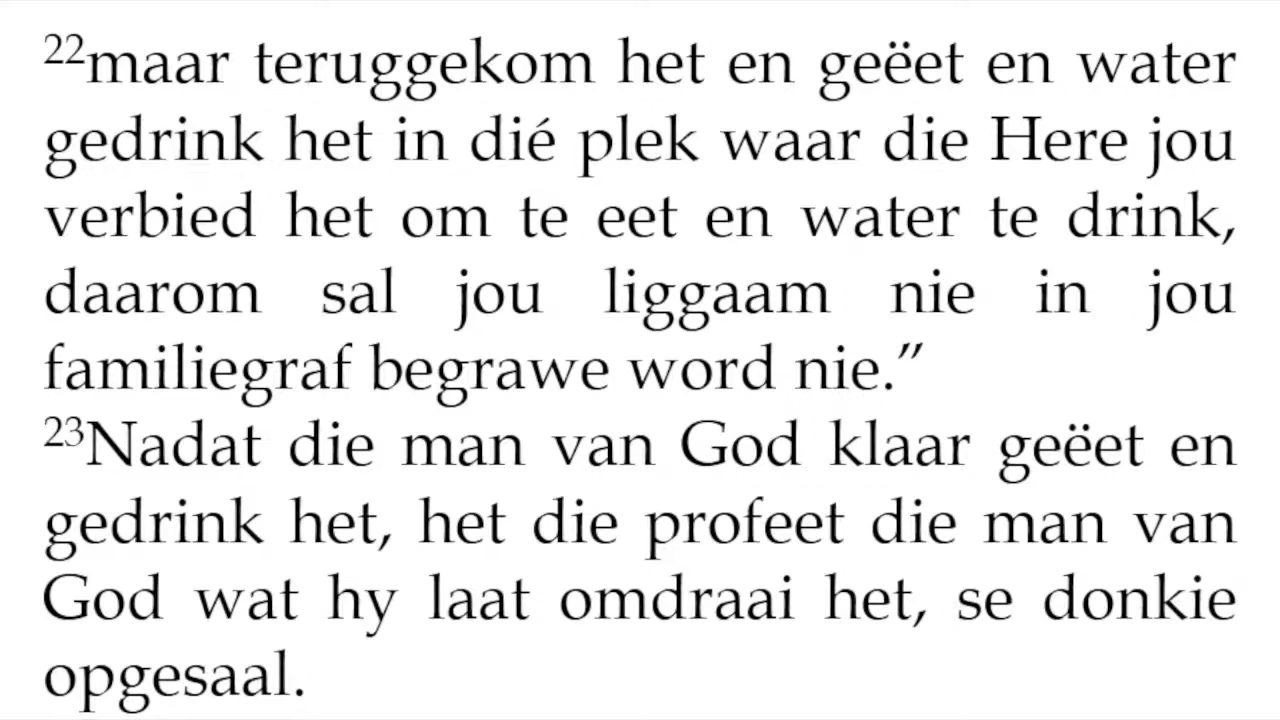 ²²maar teruggekom het en geëet en water
gedrink het in dié plek waar die Here jou
verbied het om te eet en water te drink,
daarom sal jou liggaam nie in jou
familiegraf begrawe word nie.”
²³Nadat die man van God klaar geëet en
gedrink het, het die profeet die man van
God wat hy laat omdraai het, se donkie
opgesaal.